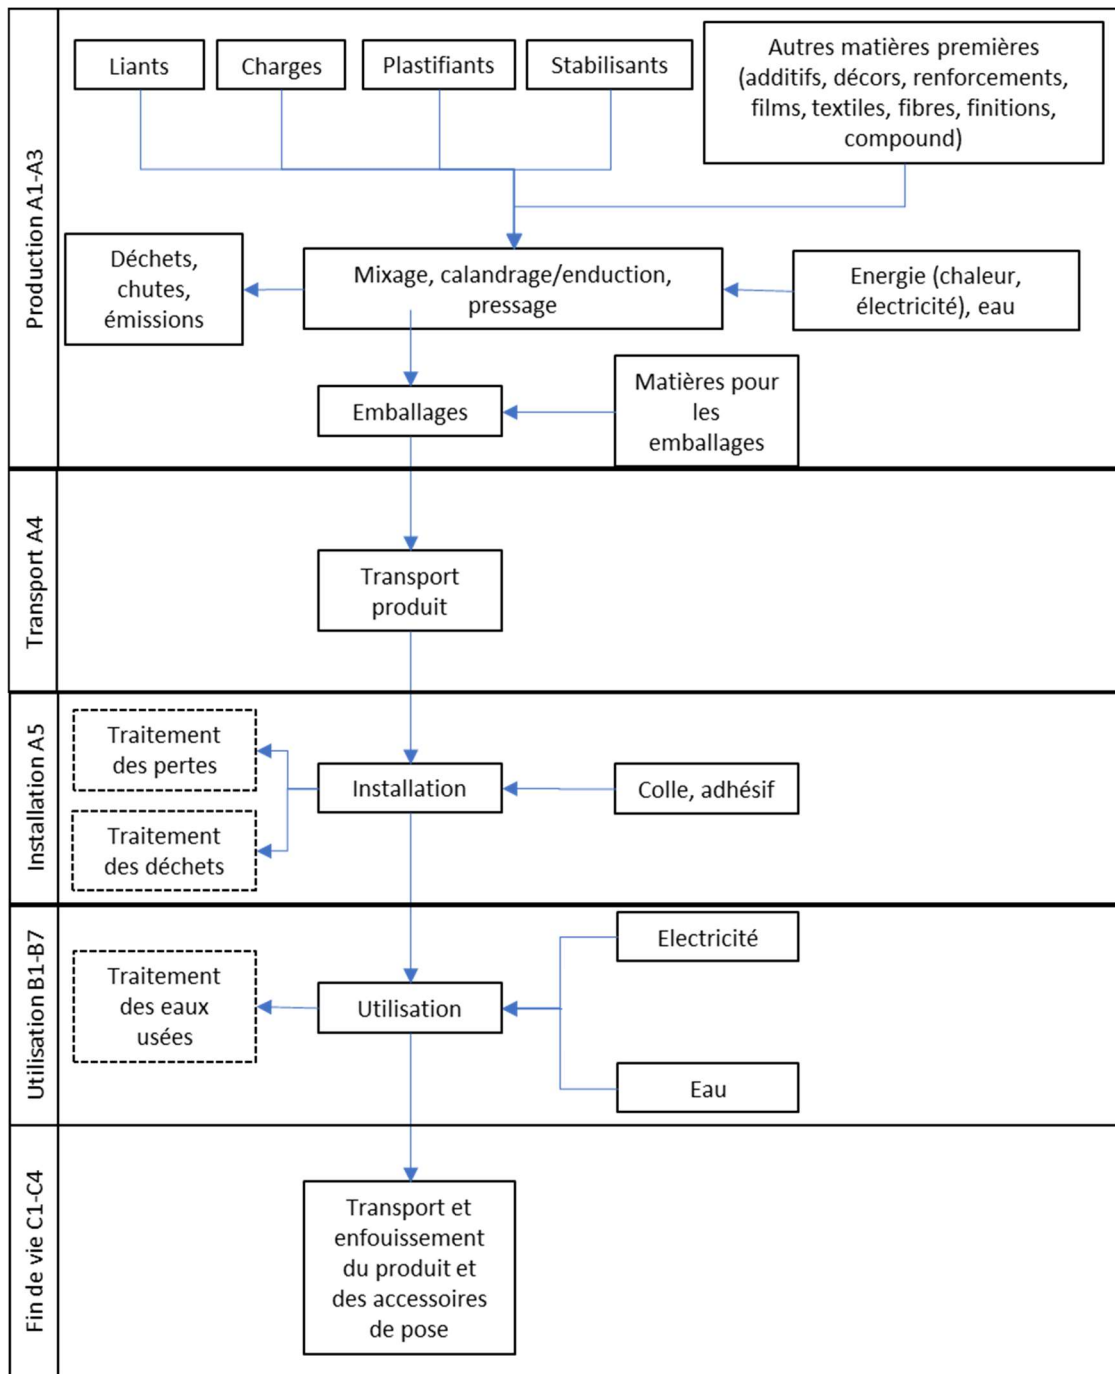 Production A1-A3
Liants
Charges
Plastifiants
Stabilisants
Autres matières premières
(additifs, décors, renforcements,
films, textiles, fibres, finitions,
compound)
Déchets,
chutes,
émissions
Mixage, calandrage/enduction,
pressage
Energie (chaleur,
électricité), eau
Emballages
Matières pour
les
emballages
Transport A4
Transport
produit
Installation A5
Traitement
des pertes
Installation
Colle, adhésif
Traitement
des déchets
Utilisation B1-B7
Electricité
Traitement
des eaux
usées
Utilisation
Eau
Fin de vie C1-C4
Transport et
enfouissement
du produit et
des accessoires
de pose